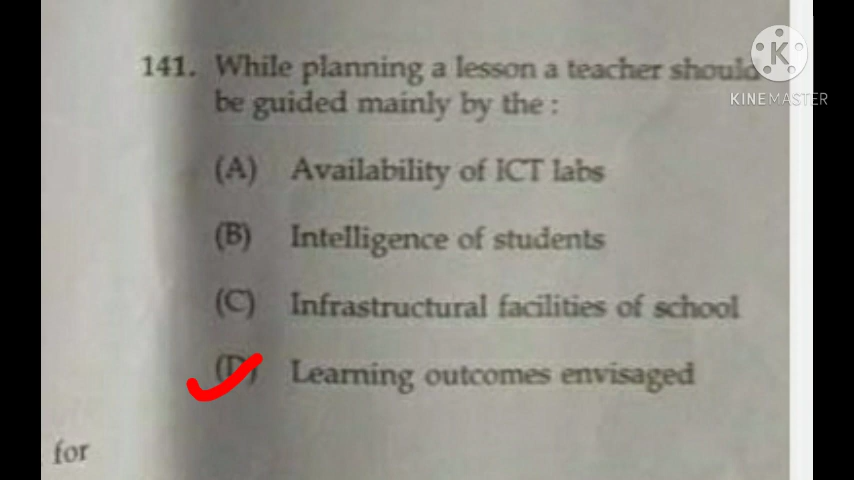 K
KINEMASTER
141. While planning a lesson a teacher should
be guided mainly by the :
(A) Availability of ICT labs
(B) Intelligence of students
(C) Infrastructural facilities of school
(D) Learning outcomes envisaged
for